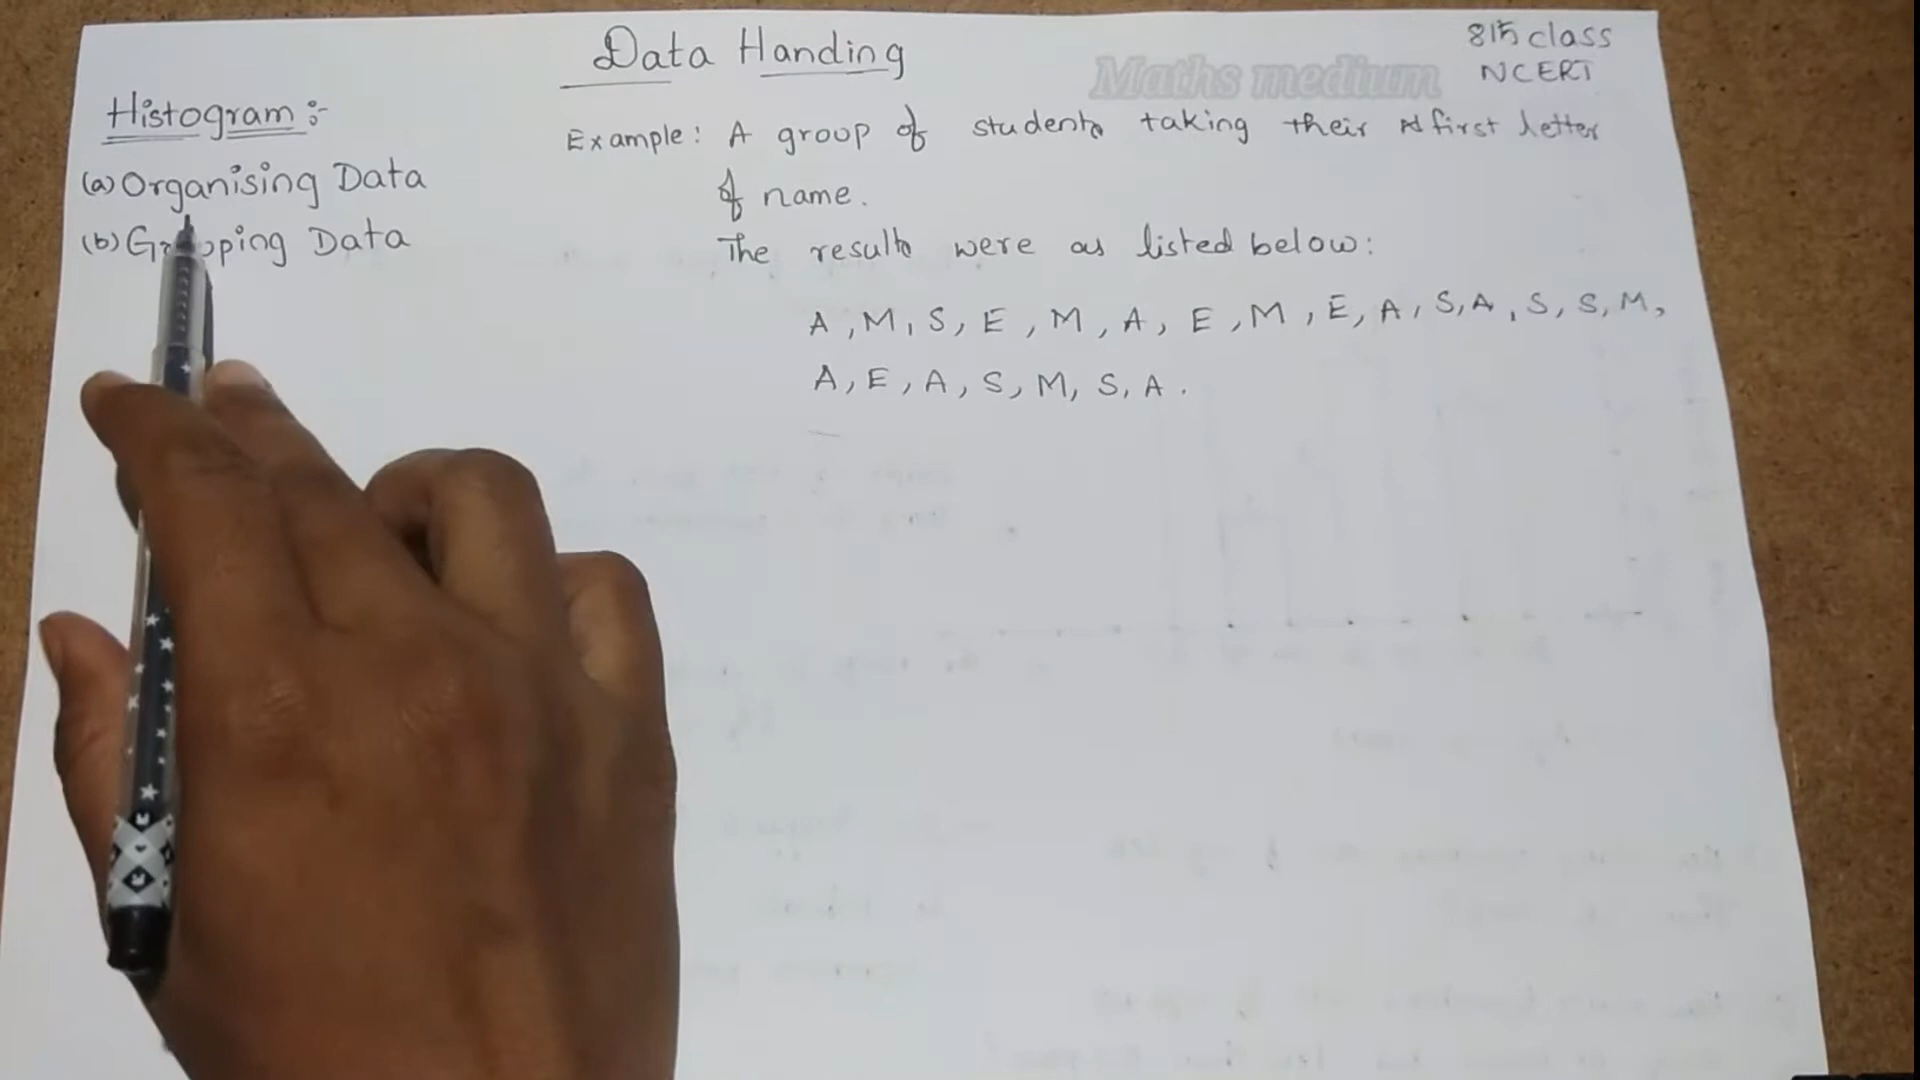 Data Handing
8th class
NCERT
Maths medium
Histogram :-
(a) Organising Data
(b) Grouping Data
Example: A group of students taking their first letter
of name.
The results were as listed below:
A, M, S, E, M, A, E, M, E, A, S, A, S, S, M,
A, E, A, S, M, S, A.